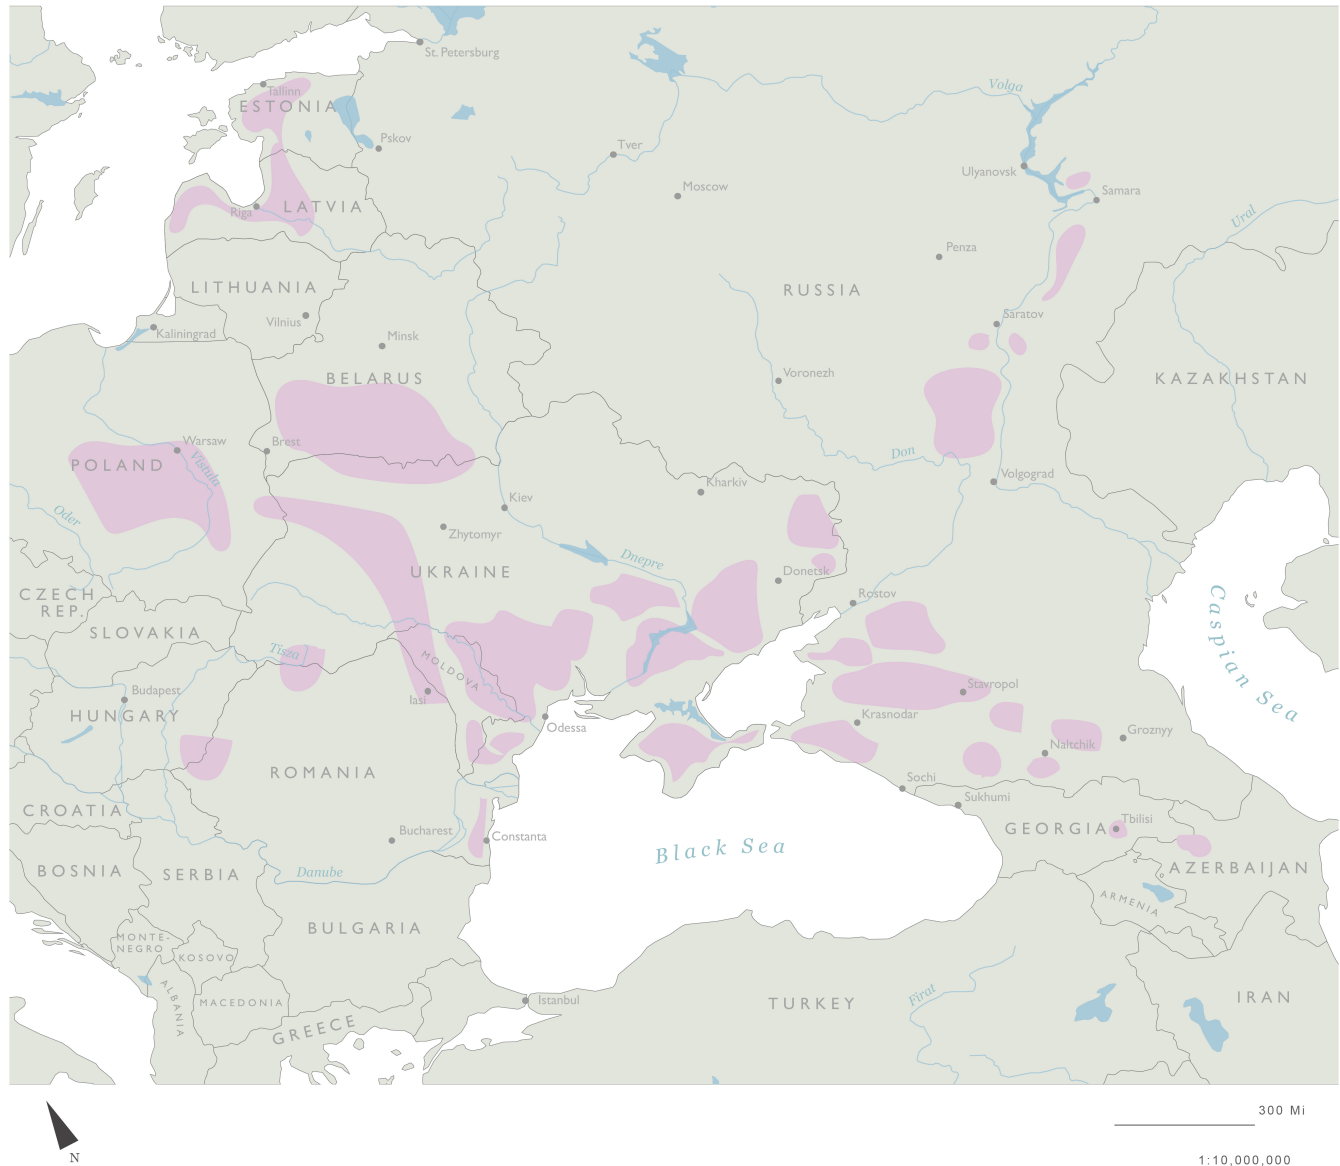 St. Petersburg
Tallinn
ESTONIA
Volga
Pskov
Tver
Ulyanovsk
Moscow
Samara
Riga
LATVIA
Ural
Penza
LITHUANIA
RUSSIA
Vilnius
Kaliningrad
Saratov
Minsk
BELARUS
Voronezh
KAZAKHSTAN
Warsaw
Brest
POLAND
Vistula
Don
Volgograd
Kharkiv
Kiev
Oder
Zhytomyr
Dnepre
UKRAINE
Donetsk
CZECH
REP.
Rostov
Caspian Sea
SLOVAKIA
Tisza
MOLDOVA
Budapest
Iasi
Stavropol
HUNGARY
Odessa
Krasnodar
Groznyy
Naltchik
ROMANIA
Sochi
Sukhumi
CROATIA
Bucharest
Constanta
GEORGIA
Tbilisi
Black Sea
BOSNIA
SERBIA
Danube
AZERBAIJAN
ARMENIA
BULGARIA
MONTE-
NEGRO
KOSOVO
ALBANIA
MACEDONIA
Istanbul
TURKEY
Firat
IRAN
GREECE
300 Mi
N
1:10,000,000